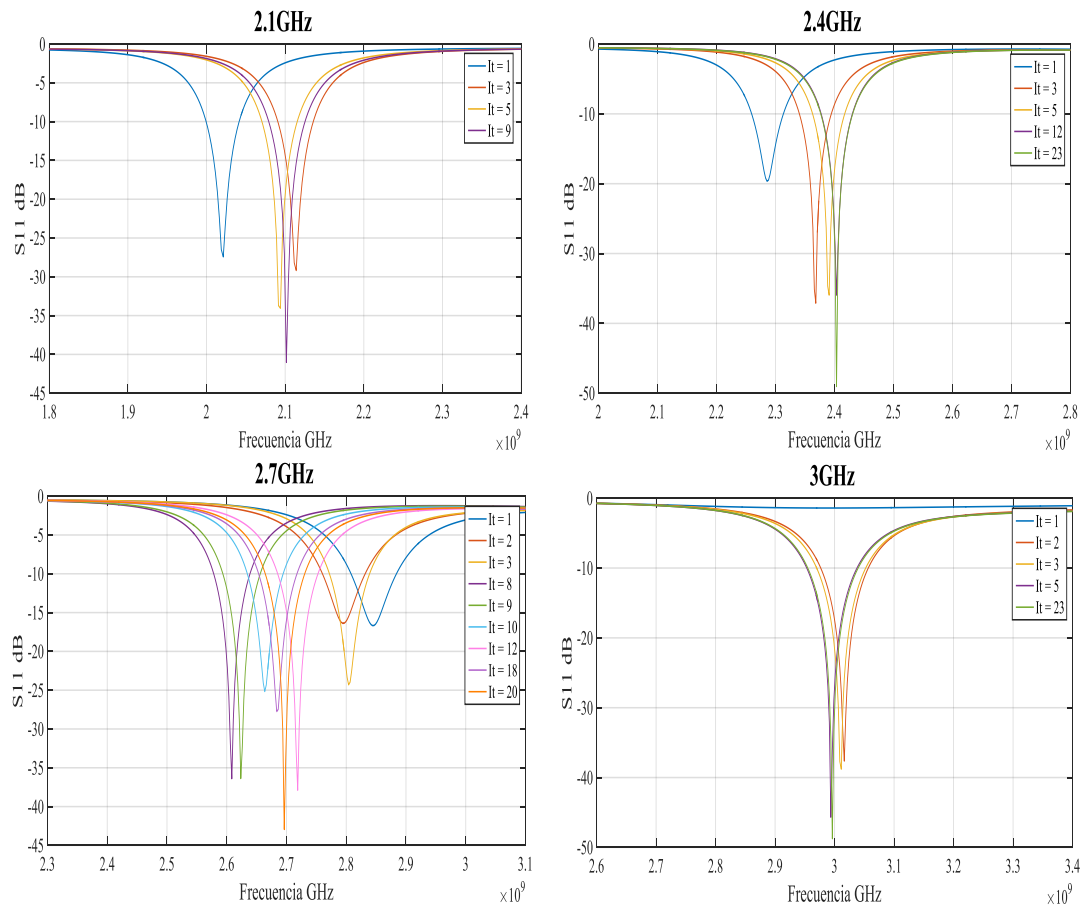 2.1GHz
0
-5
-10
-15
-20
-25
-30
-35
-40
-45
S11 dB
1.8
1.9
2
2.1
2.2
2.3
2.4
Frecuencia GHz
×10^9
It = 1
It = 3
It = 5
It = 9
2.4GHz
0
-10
-20
-30
-40
-50
S11 dB
2
2.1
2.2
2.3
2.4
2.5
2.6
2.7
2.8
Frecuencia GHz
×10^9
It = 1
It = 3
It = 5
It = 12
It = 23
2.7GHz
0
-5
-10
-15
-20
-25
-30
-35
-40
-45
S11 dB
2.3
2.4
2.5
2.6
2.7
2.8
2.9
3
3.1
Frecuencia GHz
×10^9
It = 1
It = 2
It = 3
It = 8
It = 9
It = 10
It = 12
It = 18
It = 20
3GHz
0
-10
-20
-30
-40
-50
S11 dB
2.6
2.7
2.8
2.9
3
3.1
3.2
3.3
3.4
Frecuencia GHz
×10^9
It = 1
It = 2
It = 3
It = 5
It = 23